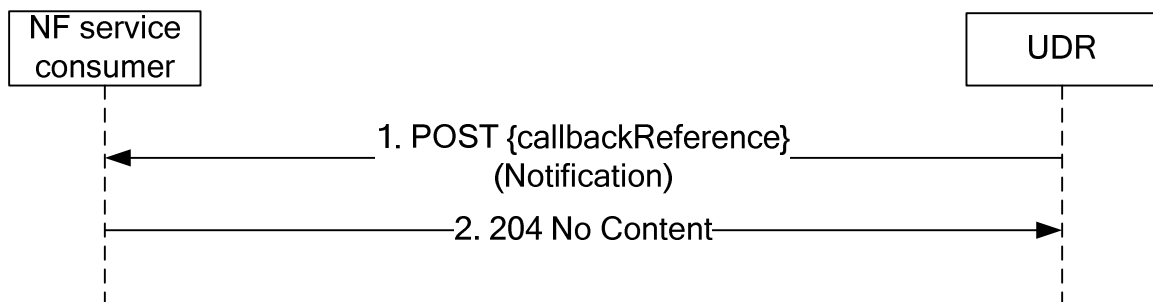 NF service
consumer
UDR
1. POST {callbackReference}
(Notification)
2. 204 No Content